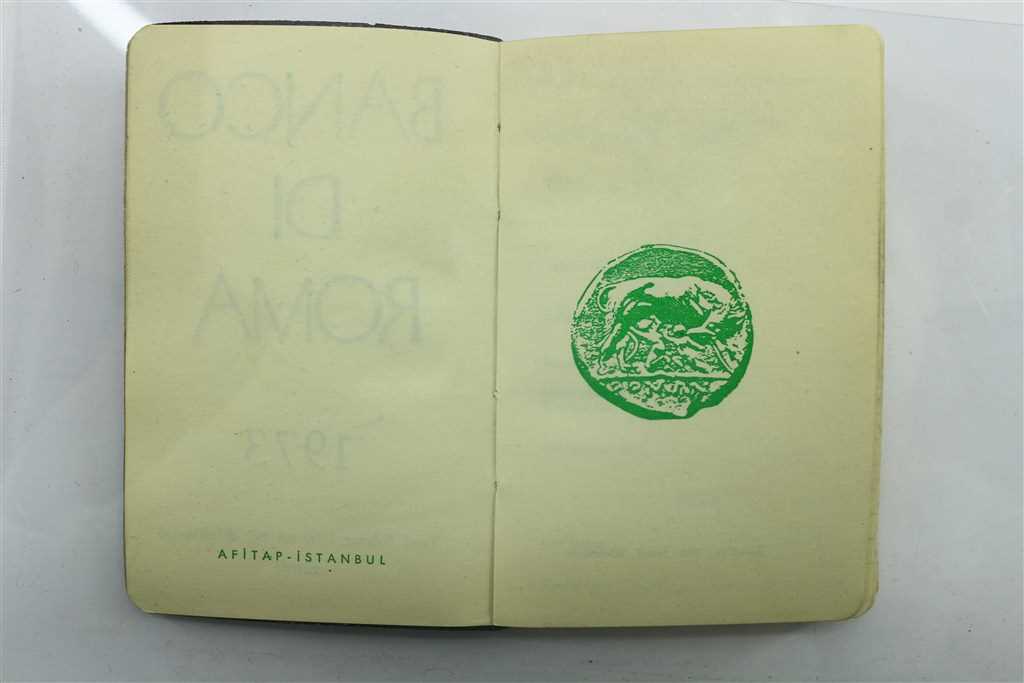 BANCO
DI
ROMA
1973
AFİTAP-İSTANBUL